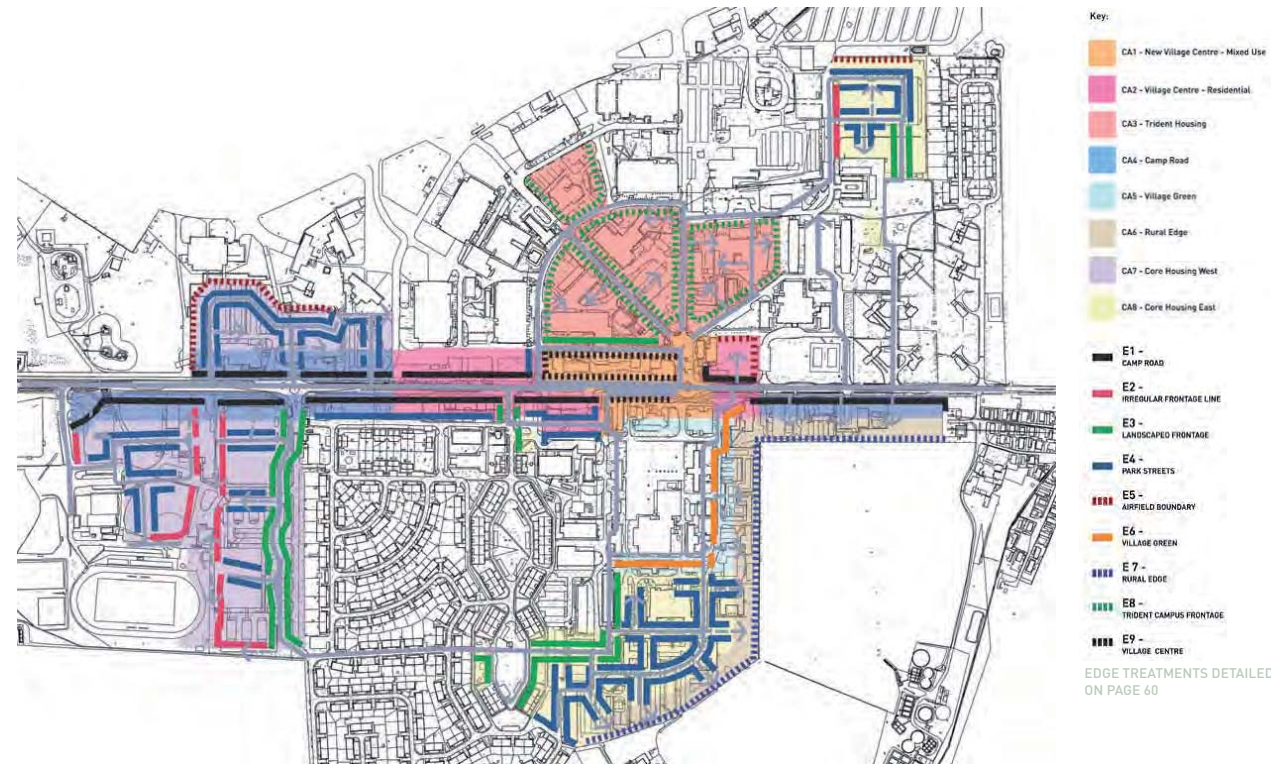 Key:
CA1 - New Village Centre - Mixed Use
CA2 - Village Centre - Residential
CA3 - Trident Housing
CA4 - Camp Road
CA5 - Village Green
CA6 - Rural Edge
CA7 - Core Housing West
CA8 - Core Housing East
E1 -
CAMP ROAD
E2 -
IRREGULAR FRONTAGE LINE
E3 -
LANDSCAPED FRONTAGE
E4 -
PARK STREETS
E5 -
AIRFIELD BOUNDARY
E6 -
VILLAGE GREEN
E 7 -
RURAL EDGE
E8 -
TRIDENT CAMPUS FRONTAGE
E9 -
VILLAGE CENTRE
EDGE TREATMENTS DETAILED
ON PAGE 60